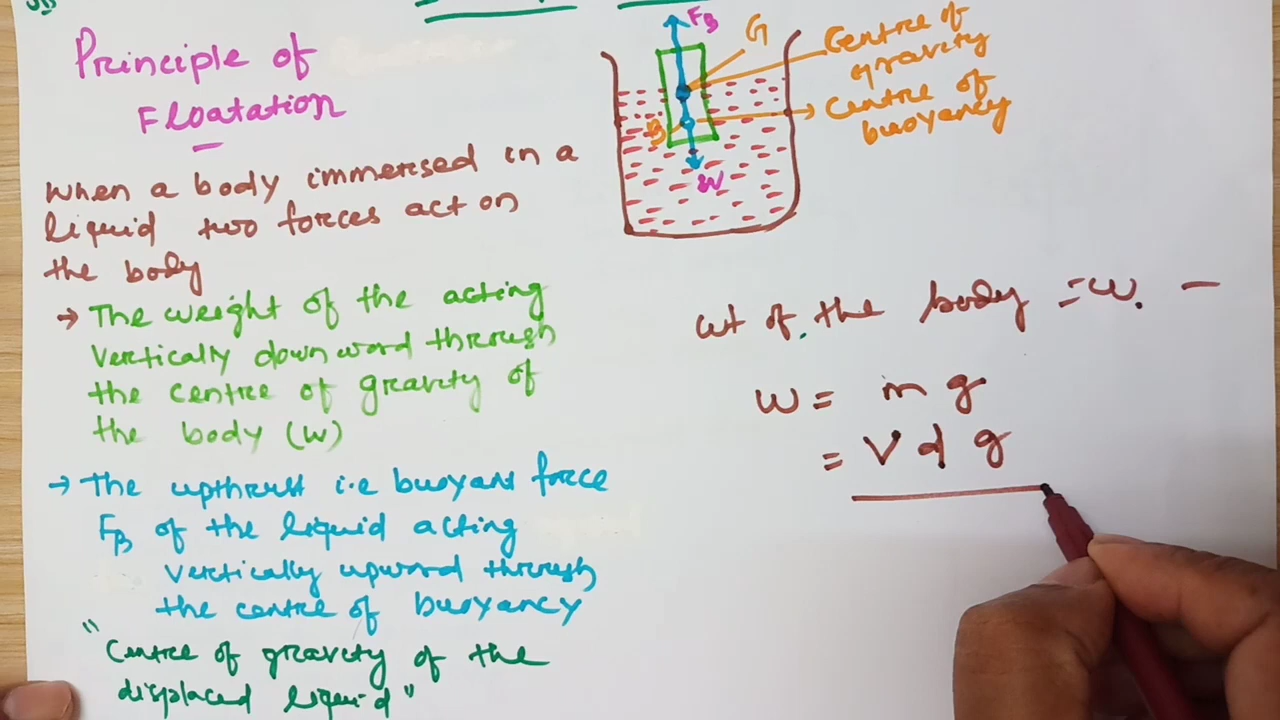 Principle of
Floatation
When a body immersed in a
liquid two forces act on
the body
→ The weight of the acting
vertically downword through
the centre of gravity of
the body (W)
→ The upthrust i.e buoyant force
FB of the liquid acting
vertically upword through
the centre of buoyancy
"Centre of gravity of the
displaced liquid"
FB
G
Centre of
gravity
B
Centre of
buoyancy
W
wt of the body = W. —
W = m g
= V d g